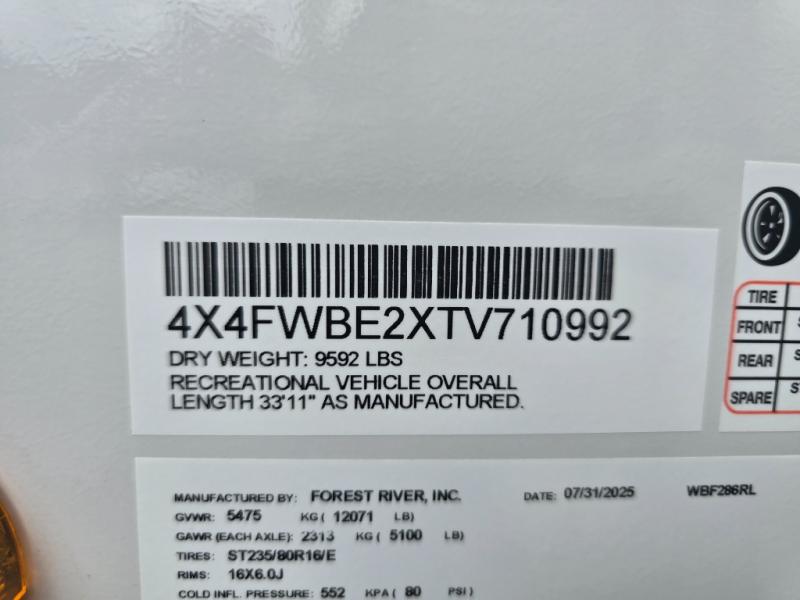 4X4FWBE2XTV710992
DRY WEIGHT: 9592 LBS
RECREATIONAL VEHICLE OVERALL
LENGTH 33'11" AS MANUFACTURED.
TIRE
FRONT
REAR
SPARE
MANUFACTURED BY: FOREST RIVER, INC. DATE: 07/31/2025 WBF286RL
GVWR: 5475 KG ( 12071 LB)
GAWR (EACH AXLE): 2313 KG ( 5100 LB)
TIRES: ST235/80R16/E
RIMS: 16X6.0J
COLD INFL. PRESSURE: 552 KPA ( 80 PSI)